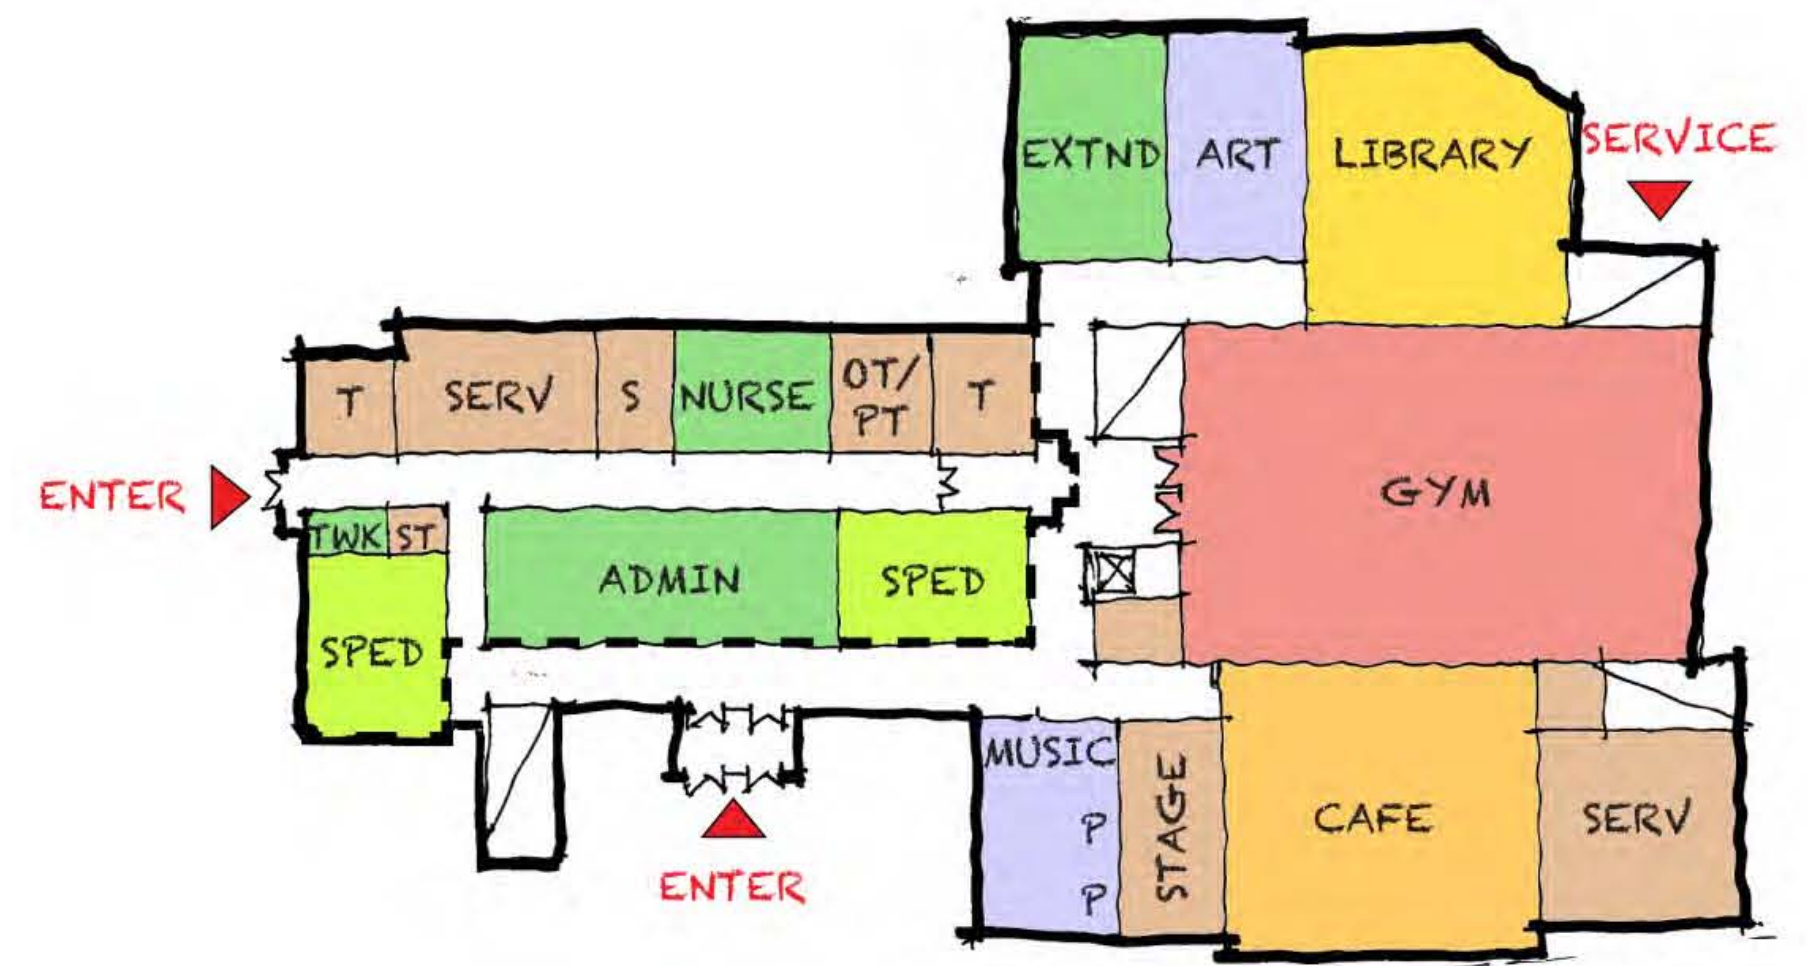 EXTND
ART
LIBRARY
SERVICE
T
SERV
S
NURSE
OT/
PT
T
ENTER
GYM
TWK
ST
ADMIN
SPED
SPED
MUSIC
P
P
STAGE
CAFE
SERV
ENTER